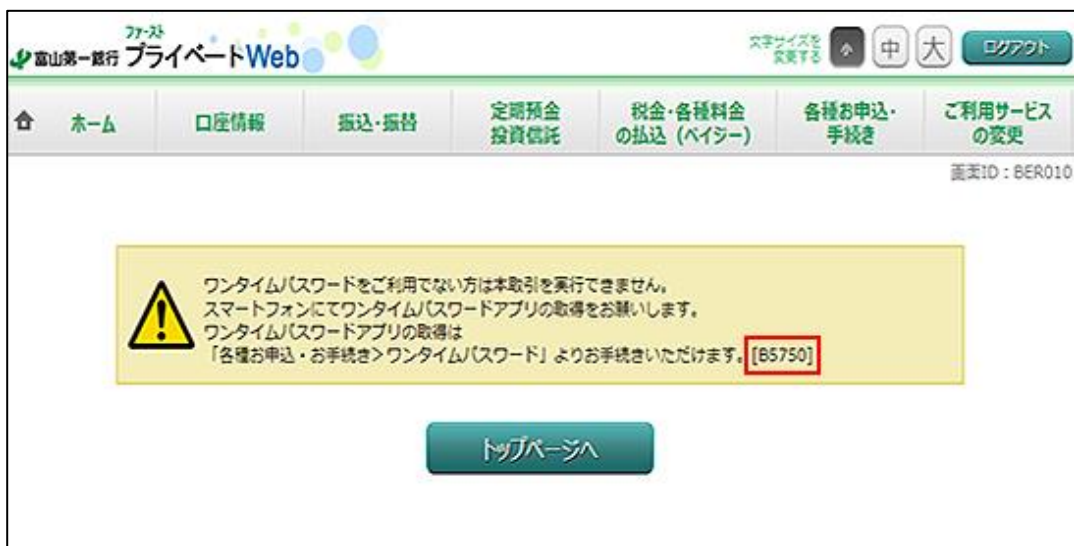 ファースト
富山第一銀行 プライベートWeb
文字サイズを
変更する
小 中 大 ログアウト
ホーム
口座情報
振込・振替
定期預金
投資信託
税金・各種料金
の払込（ペイジー）
各種お申込・
手続き
ご利用サービス
の変更
画面ID：BER010
ワンタイムパスワードをご利用でない方は本取引を実行できません。
スマートフォンにてワンタイムパスワードアプリの取得をお願いします。
ワンタイムパスワードアプリの取得は
「各種お申込・お手続き＞ワンタイムパスワード」よりお手続きいただけます。[B5750]
トップページへ